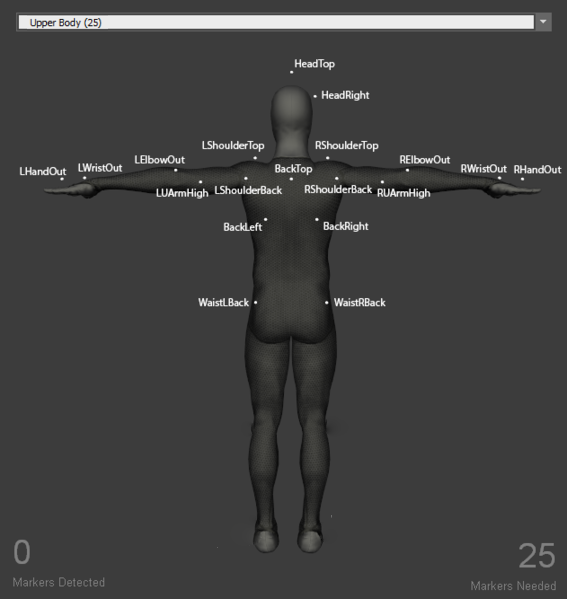 Upper Body (25)
HeadTop
HeadRight
LShoulderTop
RShoulderTop
LElbowOut
RElbowOut
LHandOut
LWristOut
BackTop
RWristOut
RHandOut
LUArmHigh
LShoulderBack
RShoulderBack
RUArmHigh
BackLeft
BackRight
WaistLBack
WaistRBack
0
25
Markers Detected
Markers Needed